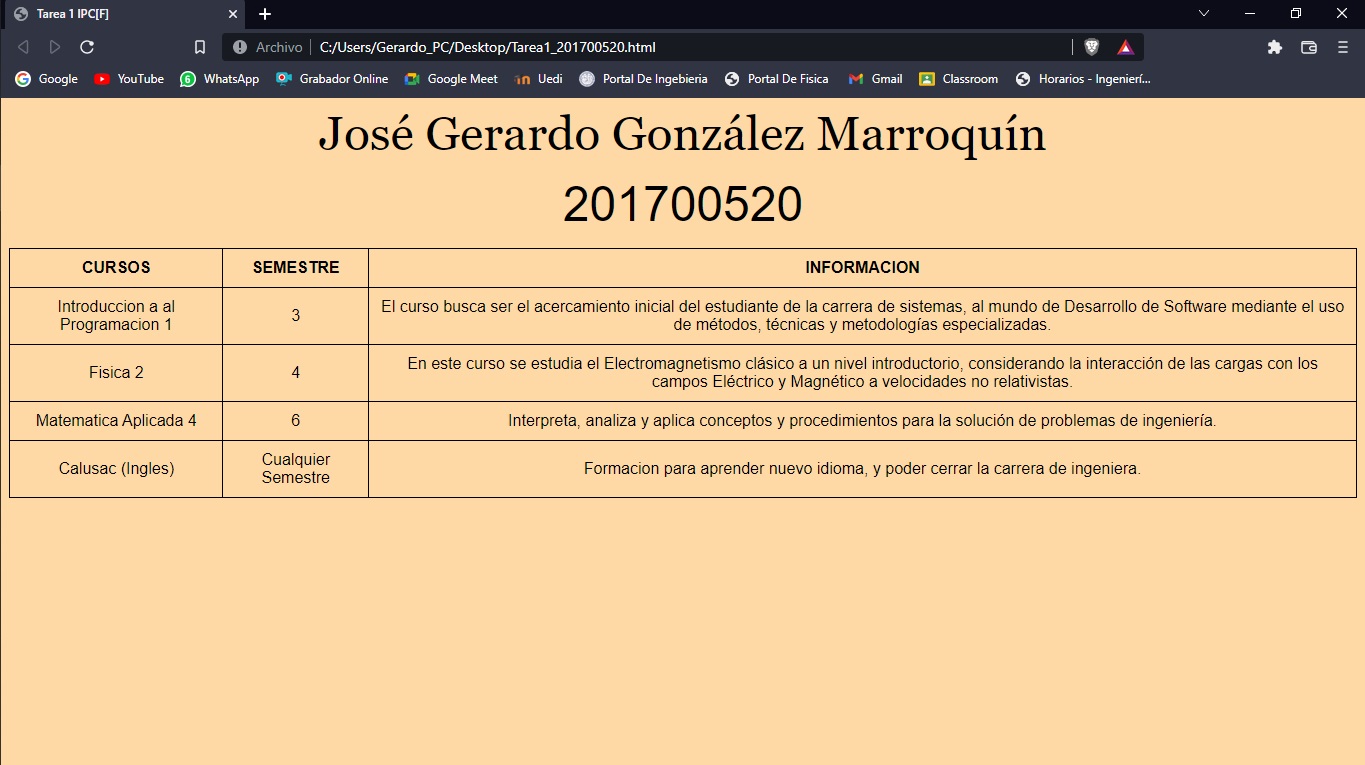 Tarea 1 IPC[F]
Archivo C:/Users/Gerardo_PC/Desktop/Tarea1_201700520.html
Google YouTube WhatsApp Grabador Online Google Meet Uedi Portal De Ingebieria Portal De Fisica Gmail Classroom Horarios - Ingenierí...
José Gerardo González Marroquín
201700520
CURSOS SEMESTRE INFORMACION
Introduccion a al
Programacion 1
3
El curso busca ser el acercamiento inicial del estudiante de la carrera de sistemas, al mundo de Desarrollo de Software mediante el uso
de métodos, técnicas y metodologías especializadas.
Fisica 2
4
En este curso se estudia el Electromagnetismo clásico a un nivel introductorio, considerando la interacción de las cargas con los
campos Eléctrico y Magnético a velocidades no relativistas.
Matematica Aplicada 4
6
Interpreta, analiza y aplica conceptos y procedimientos para la solución de problemas de ingeniería.
Calusac (Ingles)
Cualquier
Semestre
Formacion para aprender nuevo idioma, y poder cerrar la carrera de ingeniera.